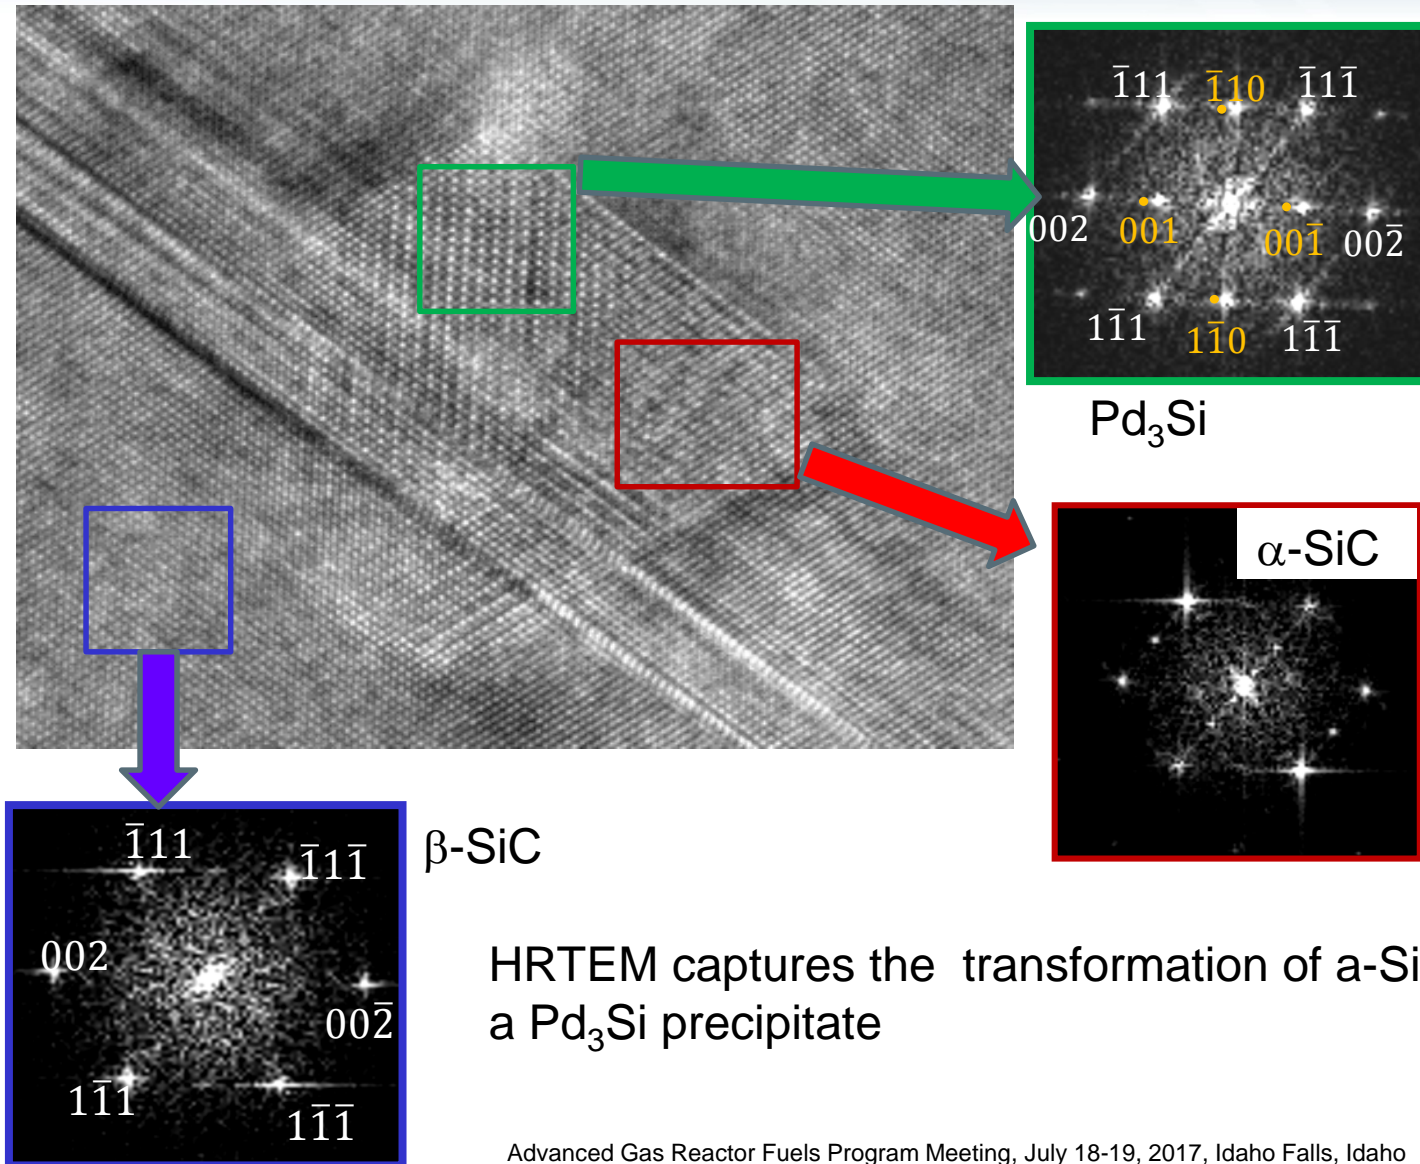 1̅11 1̅10 1̅11̅
002 001 001̅ 002̅
11̅1 11̅0 11̅1̅
Pd₃Si
α-SiC
1̅11 1̅11̅
β-SiC
002
002̅
11̅1
11̅1̅
HRTEM captures the transformation of a-Si
a Pd₃Si precipitate
Advanced Gas Reactor Fuels Program Meeting, July 18-19, 2017, Idaho Falls, Idaho